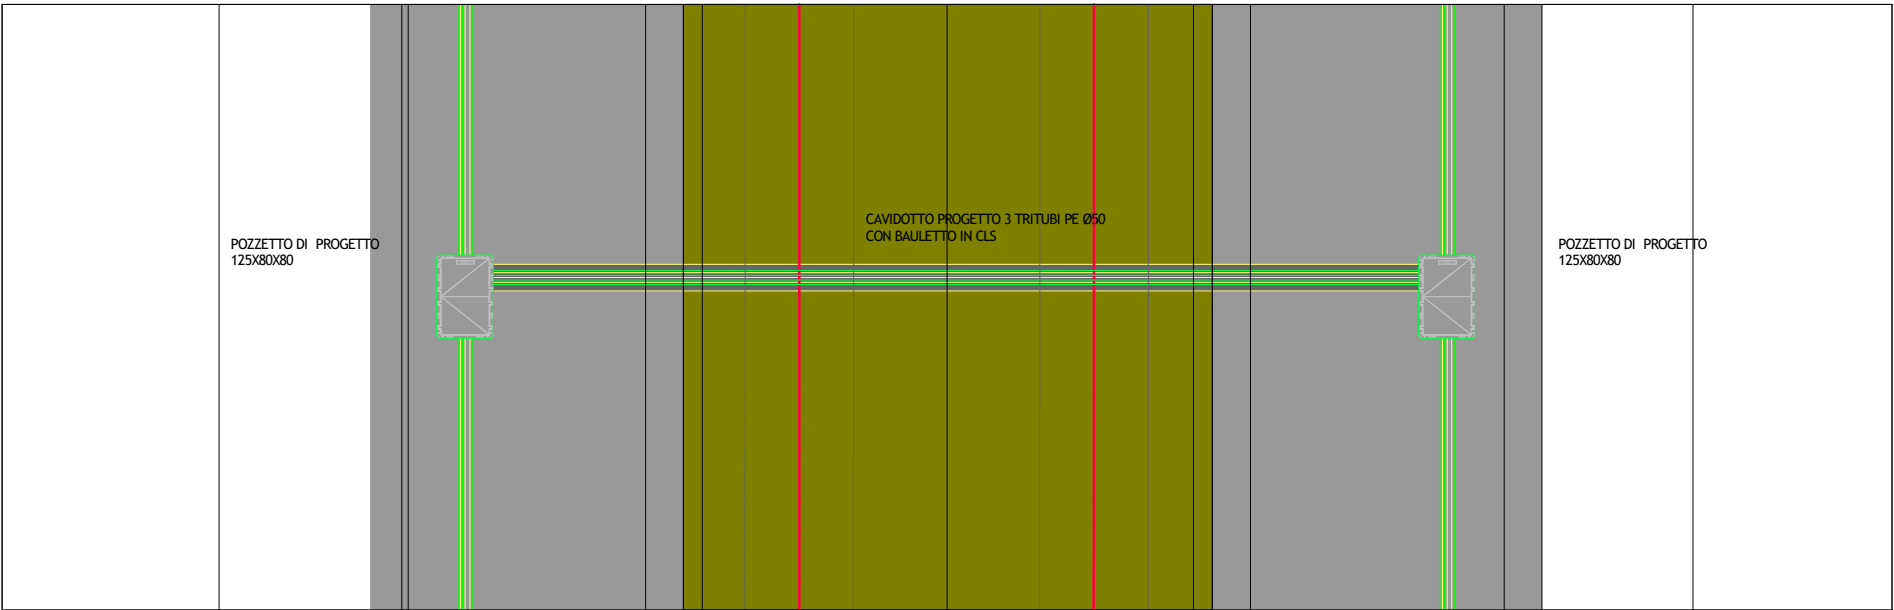 POZZETTO DI PROGETTO
125X80X80
CAVIDOTTO PROGETTO 3 TRITUBI PE Ø50
CON BAULETTO IN CLS
POZZETTO DI PROGETTO
125X80X80